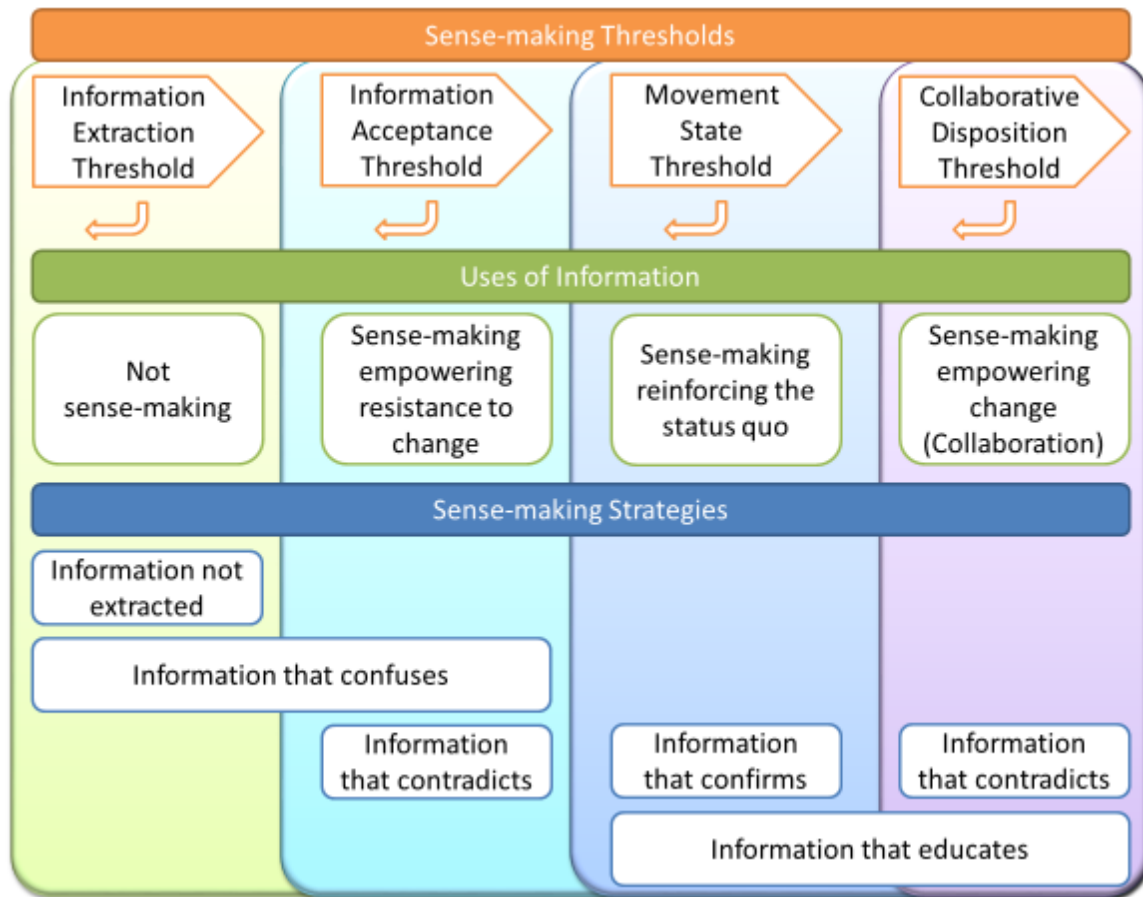 Sense-making Thresholds
Information
Extraction
Threshold
Information
Acceptance
Threshold
Movement
State
Threshold
Collaborative
Disposition
Threshold
Uses of Information
Not
sense-making
Sense-making
empowering
resistance to
change
Sense-making
reinforcing the
status quo
Sense-making
empowering
change
(Collaboration)
Sense-making Strategies
Information not
extracted
Information that confuses
Information
that contradicts
Information
that confirms
Information
that contradicts
Information that educates